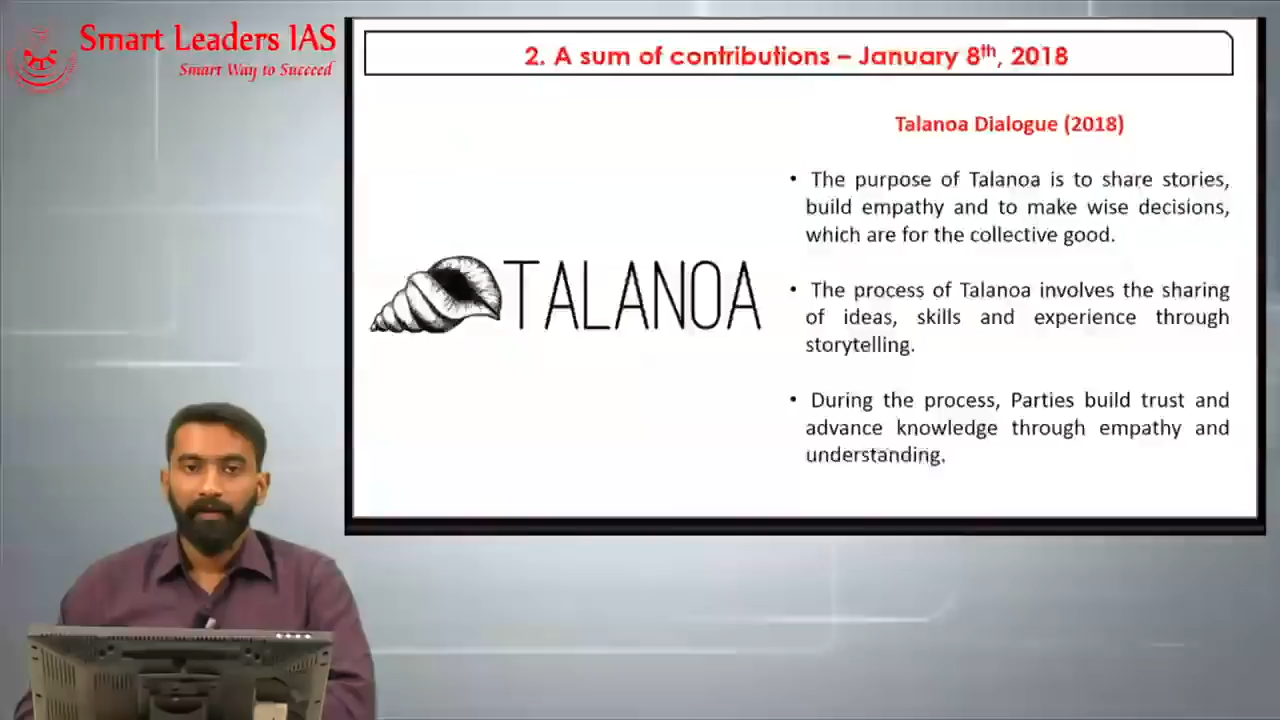 Smart Leaders IAS
Smart Way to Succeed
2. A sum of contributions – January 8th, 2018
Talanoa Dialogue (2018)
• The purpose of Talanoa is to share stories,
build empathy and to make wise decisions,
which are for the collective good.
TALANOA
• The process of Talanoa involves the sharing
of ideas, skills and experience through
storytelling.
• During the process, Parties build trust and
advance knowledge through empathy and
understanding.